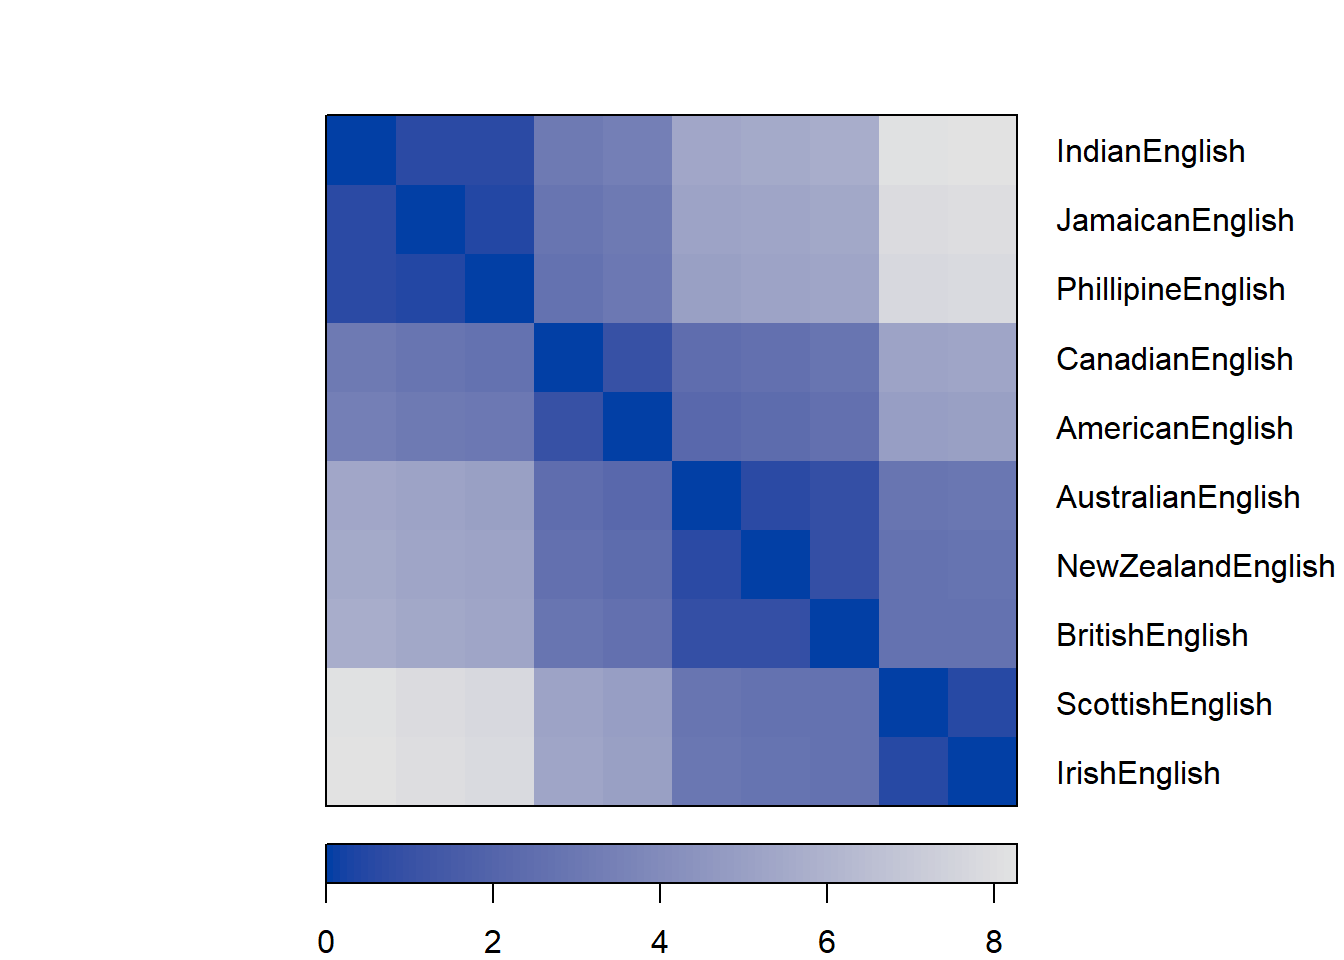 IndianEnglish
JamaicanEnglish
PhillipineEnglish
CanadianEnglish
AmericanEnglish
AustralianEnglish
NewZealandEnglish
BritishEnglish
ScottishEnglish
IrishEnglish
0 2 4 6 8